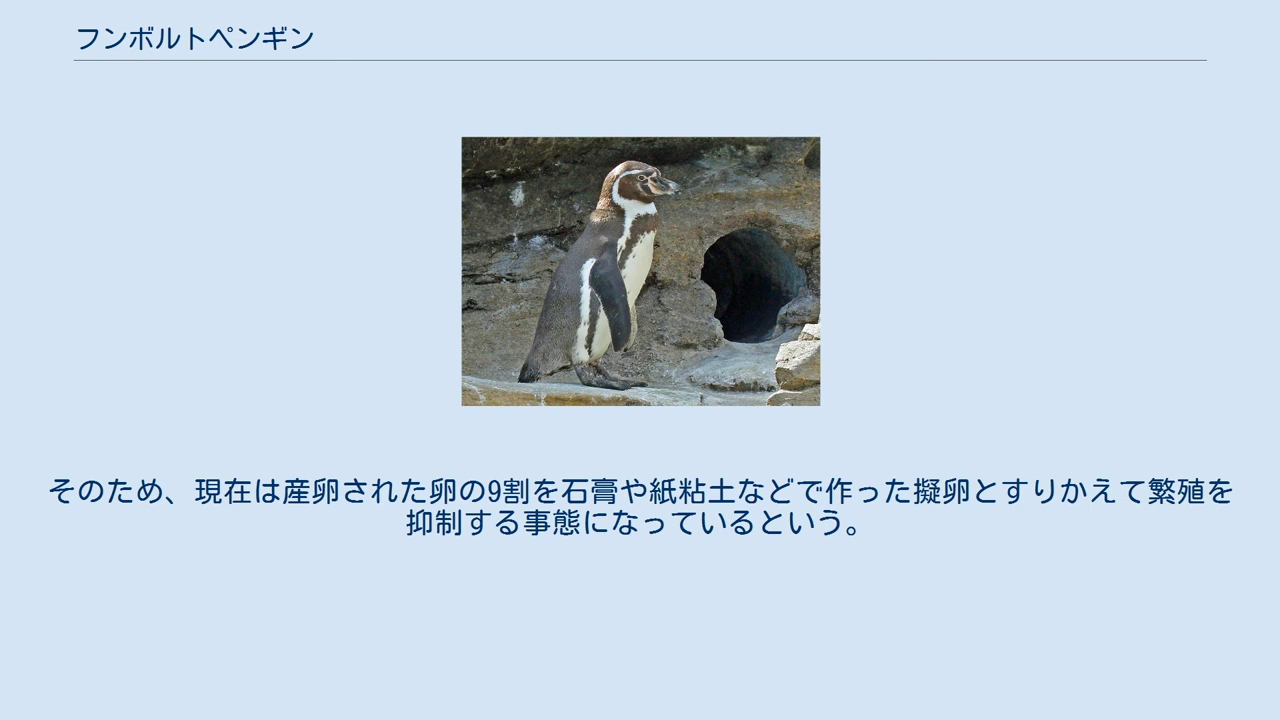 フンボルトペンギン
そのため、現在は産卵された卵の9割を石膏や紙粘土などで作った擬卵とすりかえて繁殖を
抑制する事態になっているという。